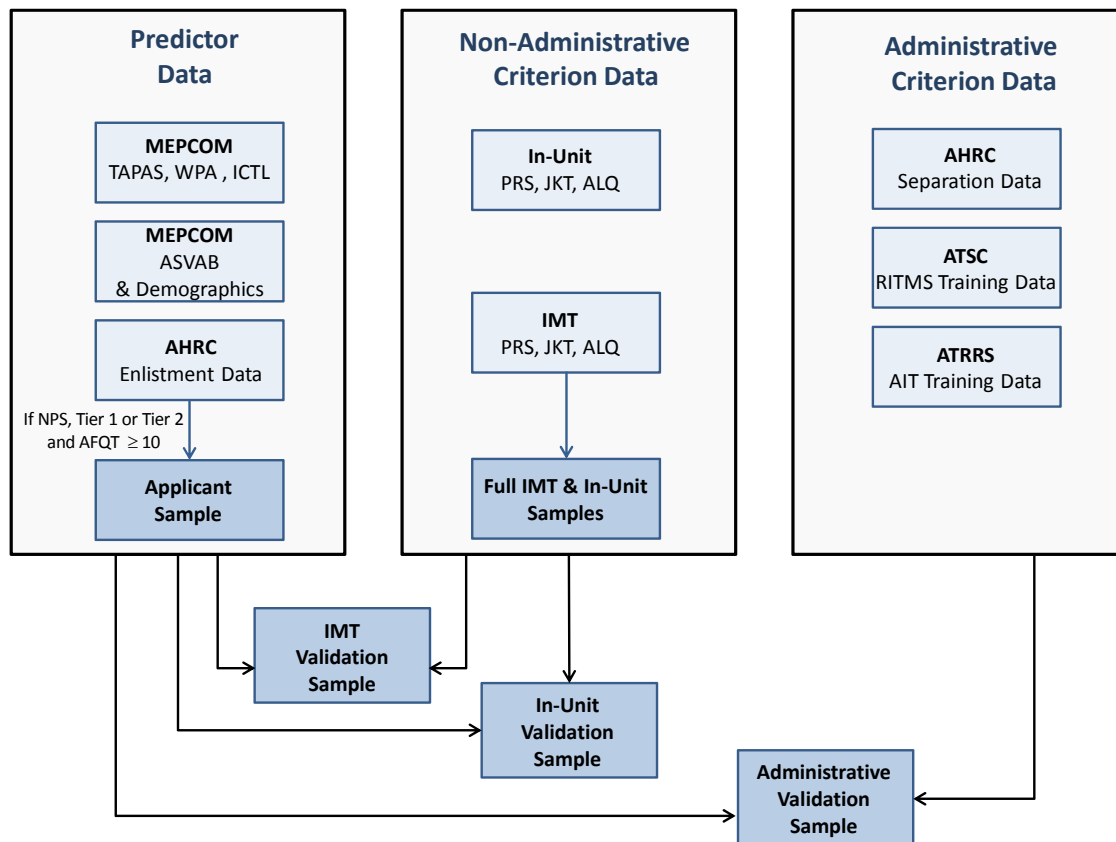 Predictor
Data
MEPCOM
TAPAS, WPA , ICTL
MEPCOM
ASVAB
& Demographics
AHRC
Enlistment Data
If NPS, Tier 1 or Tier 2
and AFQT ≥ 10
Applicant
Sample
Non-Administrative
Criterion Data
In-Unit
PRS, JKT, ALQ
IMT
PRS, JKT, ALQ
Full IMT & In-Unit
Samples
Administrative
Criterion Data
AHRC
Separation Data
ATSC
RITMS Training Data
ATRRS
AIT Training Data
IMT
Validation
Sample
In-Unit
Validation
Sample
Administrative
Validation
Sample